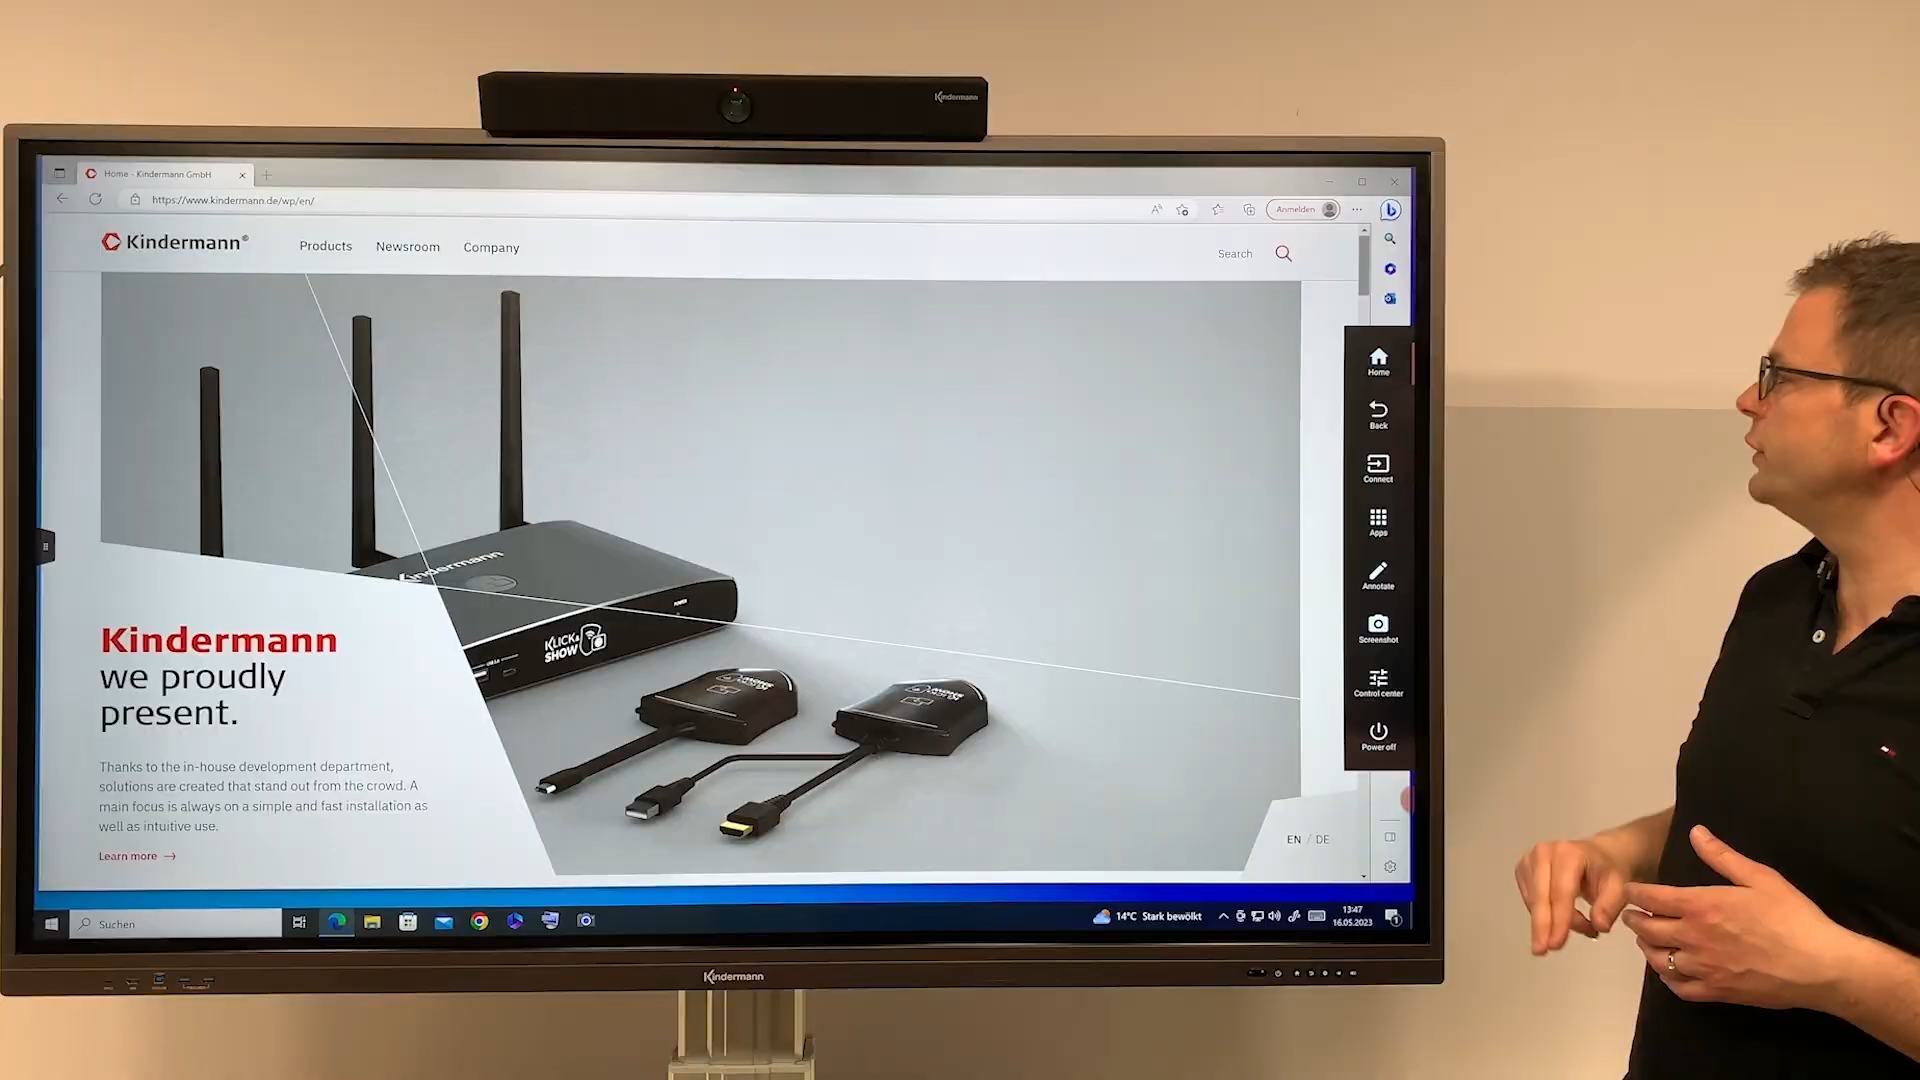 Kindermann
Home - Kindermann GmbH
https://www.kindermann.de/wp/en/
Anmelden
Kindermann®
Products
Newsroom
Company
Search
Home
Back
Connect
Apps
Annotate
Screenshot
Control center
Power off
Kindermann
POWER
KLICK&
SHOW
Kindermann
we proudly
present.
Thanks to the in-house development department,
solutions are created that stand out from the crowd. A
main focus is always on a simple and fast installation as
well as intuitive use.
Learn more →
EN / DE
Suchen
14°C Stark bewölkt
13:47
16.05.2023
Kindermann